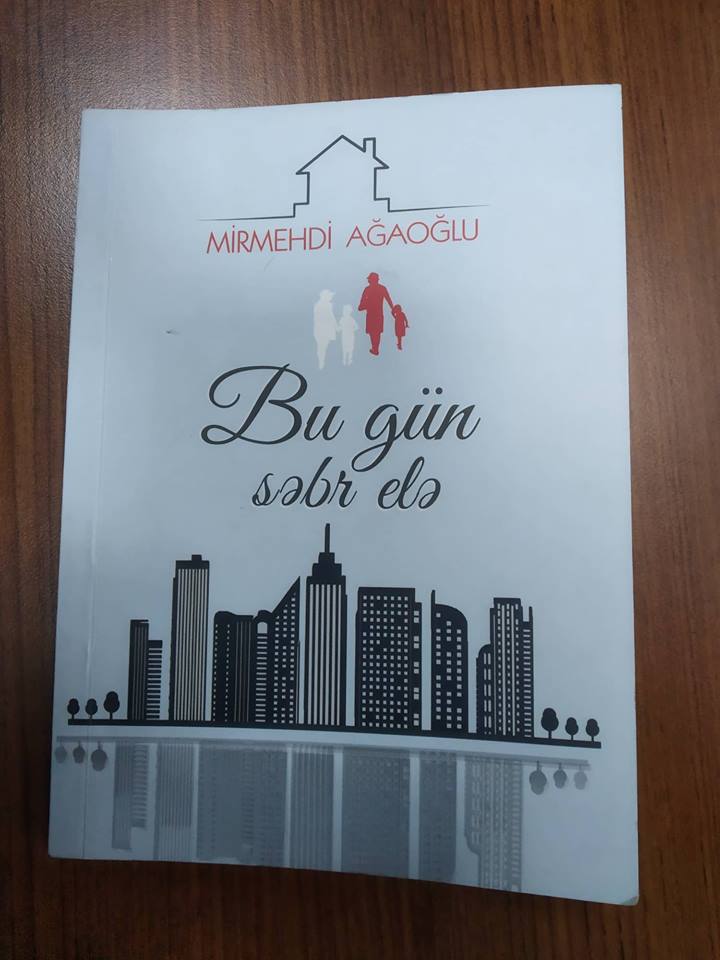 MİRMEHDİ AĞAOĞLU
Bu gün
səbr elə